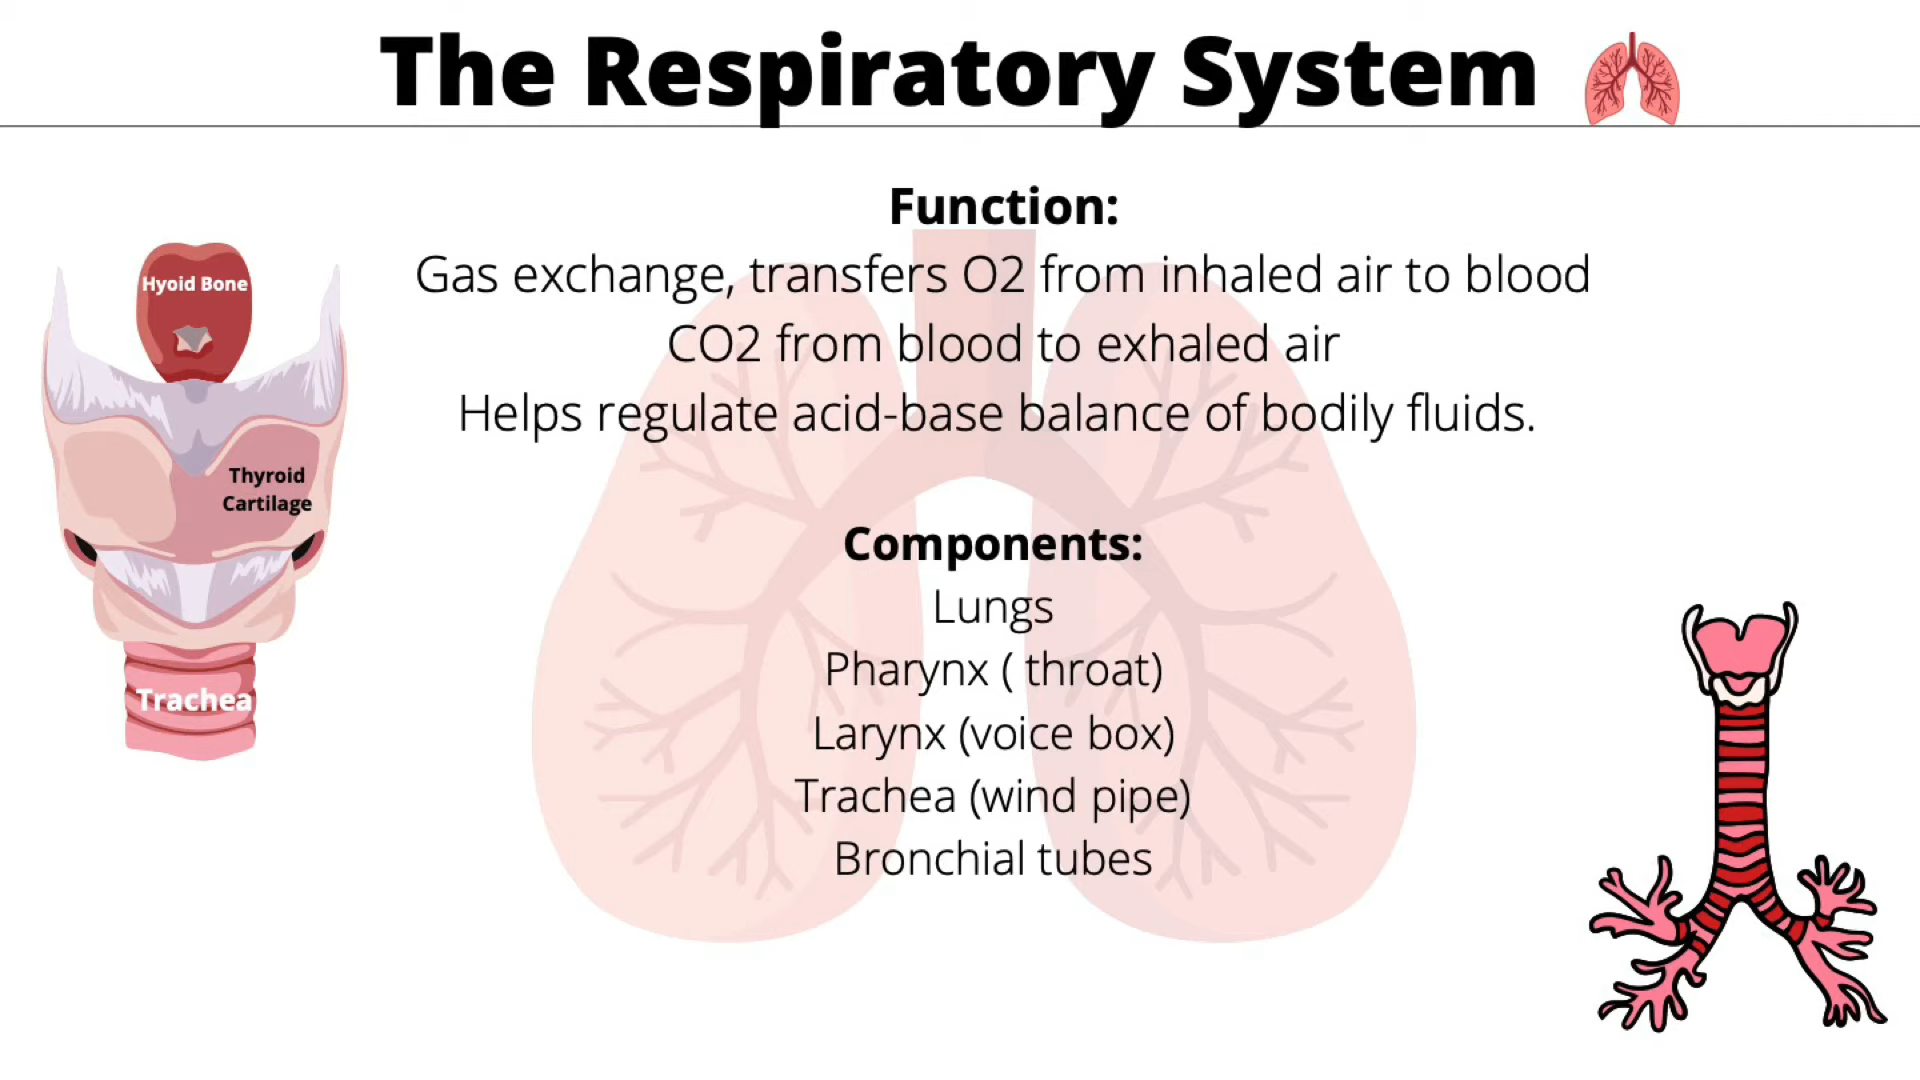 The Respiratory System
Function:
Gas exchange, transfers O2 from inhaled air to blood
CO2 from blood to exhaled air
Helps regulate acid-base balance of bodily fluids.
Hyoid Bone
Thyroid
Cartilage
Trachea
Components:
Lungs
Pharynx ( throat)
Larynx (voice box)
Trachea (wind pipe)
Bronchial tubes